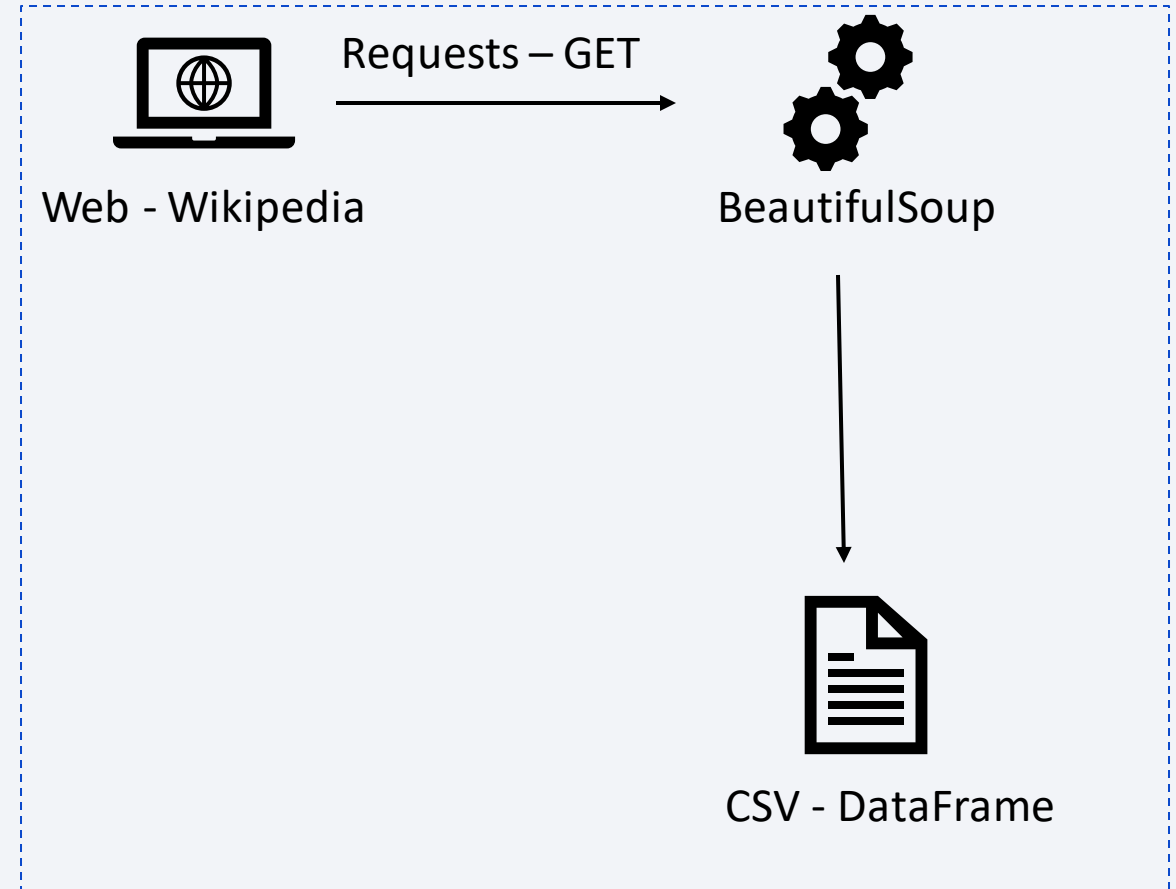 Requests – GET
Web - Wikipedia
BeautifulSoup
CSV - DataFrame